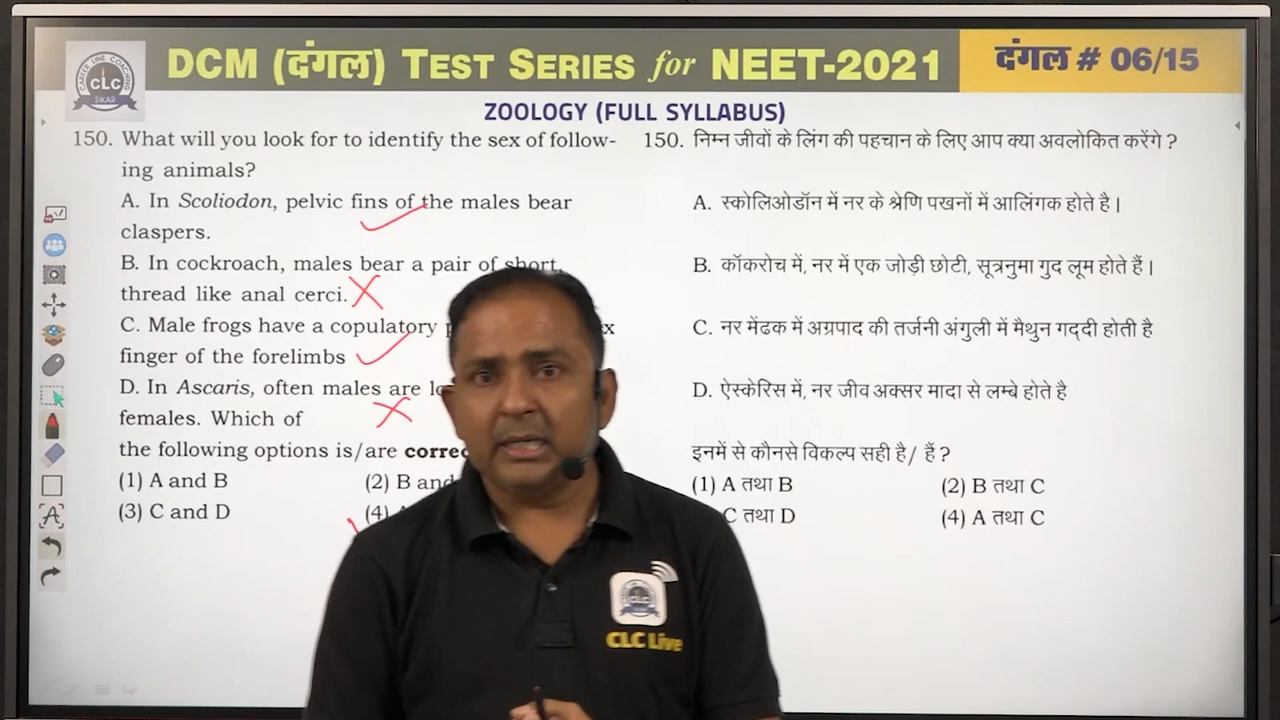 DCM (दंगल) TEST SERIES for NEET-2021
दंगल # 06/15
CAREER LINE COACHING
CLC
SIKAR
ZOOLOGY (FULL SYLLABUS)
150. What will you look for to identify the sex of follow-
ing animals?
A. In Scoliodon, pelvic fins of the males bear
claspers.
B. In cockroach, males bear a pair of short,
thread like anal cerci.
C. Male frogs have a copulatory
finger of the forelimbs
D. In Ascaris, often males are
females. Which of
the following options is/are
(1) A and B
(2) B and
(3) C and D
(4)
150. निम्न जीवों के लिंग की पहचान के लिए आप क्या अवलोकित करेंगे ?
A. स्कोलिओडॉन में नर के श्रेणि पखनों में आलिंगक होते है।
B. कॉकरोच में, नर में एक जोड़ी छोटी, सूत्रनुमा गुद लूम होते हैं।
C. नर मेंढक में अग्रपाद की तर्जनी अंगुली में मैथुन गद्दी होती है
D. ऐस्केरिस में, नर जीव अक्सर मादा से लम्बे होते है
इनमें से कौनसे विकल्प सही है/ हैं ?
(1) A तथा B
(2) B तथा C
C तथा D
(4) A तथा C
CLC
CLC Live